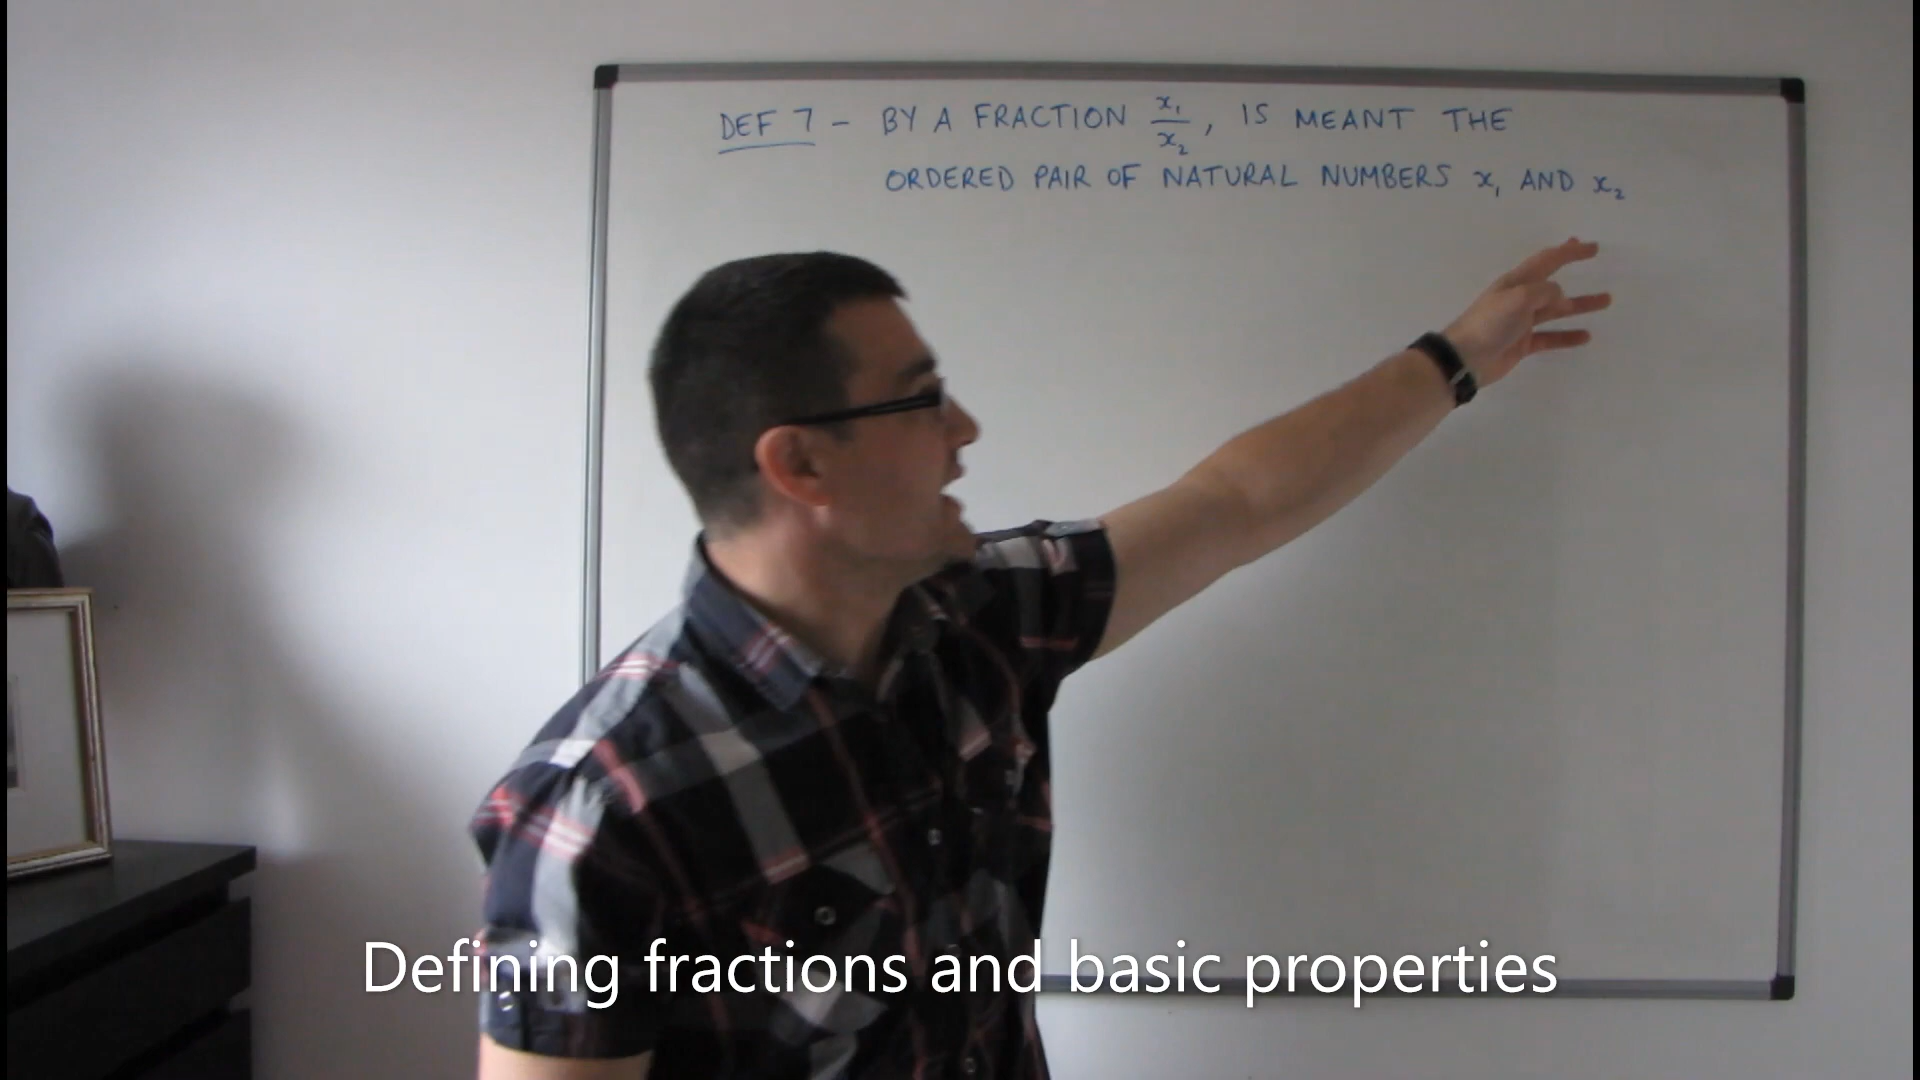 DEF 7 - BY A FRACTION x₁/x₂, IS MEANT THE
ORDERED PAIR OF NATURAL NUMBERS x₁ AND x₂
Defining fractions and basic properties